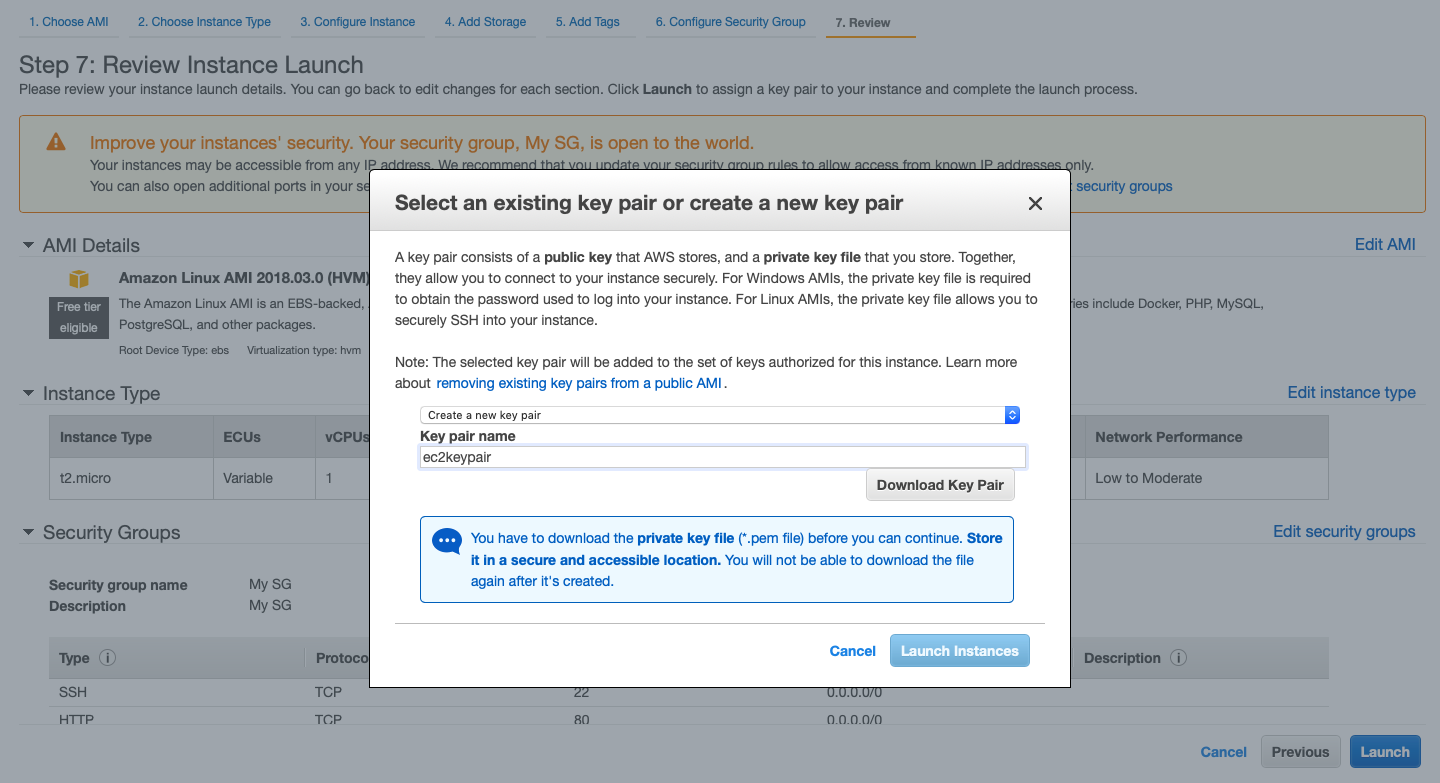 1. Choose AMI
2. Choose Instance Type
3. Configure Instance
4. Add Storage
5. Add Tags
6. Configure Security Group
7. Review
Step 7: Review Instance Launch
Please review your instance launch details. You can go back to edit changes for each section. Click Launch to assign a key pair to your instance and complete the launch process.
Improve your instances' security. Your security group, My SG, is open to the world.
Your instances may be accessible from any IP address. We recommend that you update your security group rules to allow access from known IP addresses only.
You can also open additional ports in your security groups
Select an existing key pair or create a new key pair
A key pair consists of a public key that AWS stores, and a private key file that you store. Together,
they allow you to connect to your instance securely. For Windows AMIs, the private key file is required
to obtain the password used to log into your instance. For Linux AMIs, the private key file allows you to
securely SSH into your instance.
Note: The selected key pair will be added to the set of keys authorized for this instance. Learn more
about removing existing key pairs from a public AMI .
Create a new key pair
Key pair name
ec2keypair
Download Key Pair
You have to download the private key file (*.pem file) before you can continue. Store
it in a secure and accessible location. You will not be able to download the file
again after it's created.
Cancel
Launch Instances
AMI Details
Edit AMI
Amazon Linux AMI 2018.03.0 (HVM)
Free tier
eligible
The Amazon Linux AMI is an EBS-backed, include Docker, PHP, MySQL,
PostgreSQL, and other packages.
Root Device Type: ebs Virtualization type: hvm
Instance Type
Edit instance type
Instance Type ECUs vCPUs Network Performance
t2.micro Variable 1 Low to Moderate
Security Groups
Edit security groups
Security group name My SG
Description My SG
Type Description
SSH TCP 22 0.0.0.0/0
HTTP TCP 80 0.0.0.0/0
Cancel
Previous
Launch